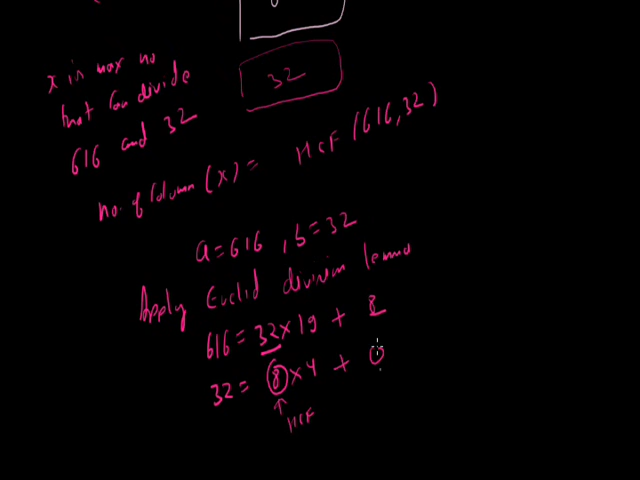 32
x is max no
that can divide
616 and 32
no. of Column (x) = HCF (616, 32)
a = 616 , b = 32
Apply Euclid division lemma
616 = 32 × 19 + 8
32 = 8 × 4 + 0
HCF